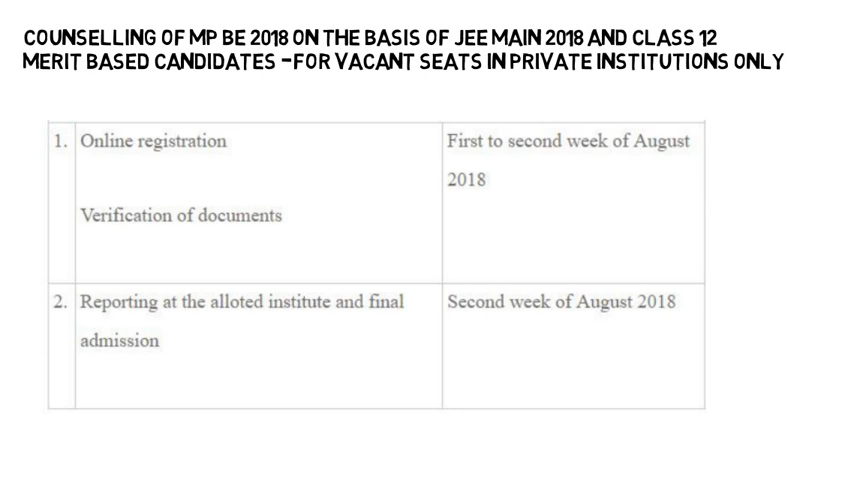 COUNSELLING OF MP BE 2018 ON THE BASIS OF JEE MAIN 2018 AND CLASS 12
MERIT BASED CANDIDATES -FOR VACANT SEATS IN PRIVATE INSTITUTIONS ONLY
1. Online registration First to second week of August
2018
Verification of documents
2. Reporting at the alloted institute and final Second week of August 2018
admission